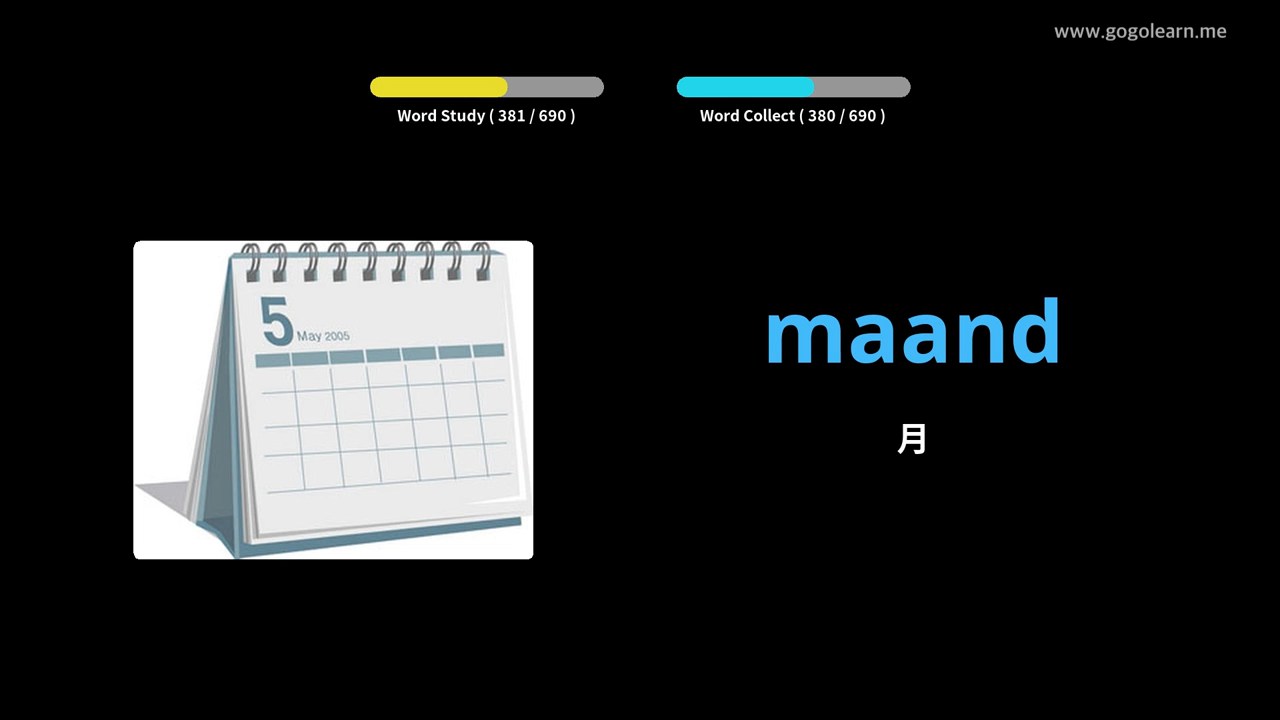 www.gogolearn.me
Word Study ( 381 / 690 )
Word Collect ( 380 / 690 )
5 May 2005
maand
月